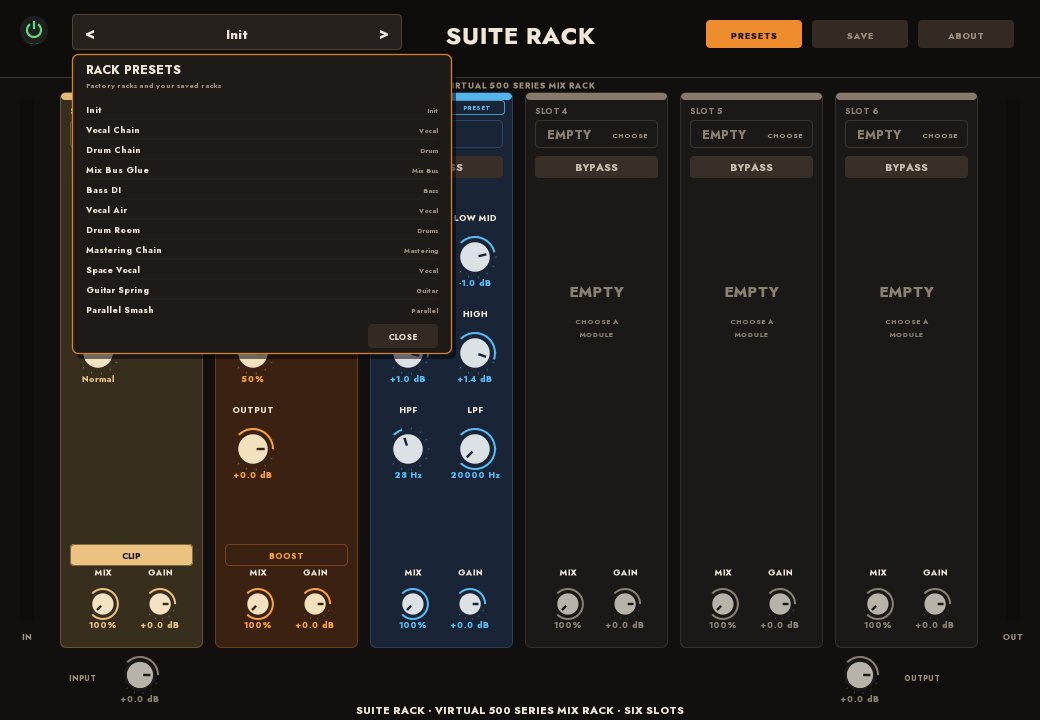 < Init >
SUITE RACK
PRESETS
SAVE
ABOUT
RACK PRESETS
Factory racks and your saved racks
Init Init
Vocal Chain Vocal
Drum Chain Drum
Mix Bus Glue Mix Bus
Bass DI Bass
Vocal Air Vocal
Drum Room Drums
Mastering Chain Mastering
Space Vocal Vocal
Guitar Spring Guitar
Parallel Smash Parallel
CLOSE
500 SERIES MIX RACK
PRESET
LOW MID
-1.0 dB
HIGH
Normal
50%
+1.0 dB
+1.4 dB
OUTPUT
+0.0 dB
HPF
LPF
28 Hz
20000 Hz
SLOT 4
EMPTY CHOOSE
BYPASS
EMPTY
CHOOSE A
MODULE
SLOT 5
EMPTY CHOOSE
BYPASS
EMPTY
CHOOSE A
MODULE
SLOT 6
EMPTY CHOOSE
BYPASS
EMPTY
CHOOSE A
MODULE
CLIP
BOOST
MIX GAIN
100% +0.0 dB
MIX GAIN
100% +0.0 dB
MIX GAIN
100% +0.0 dB
MIX GAIN
100% +0.0 dB
MIX GAIN
100% +0.0 dB
MIX GAIN
100% +0.0 dB
IN
OUT
INPUT
+0.0 dB
OUTPUT
+0.0 dB
SUITE RACK · VIRTUAL 500 SERIES MIX RACK · SIX SLOTS